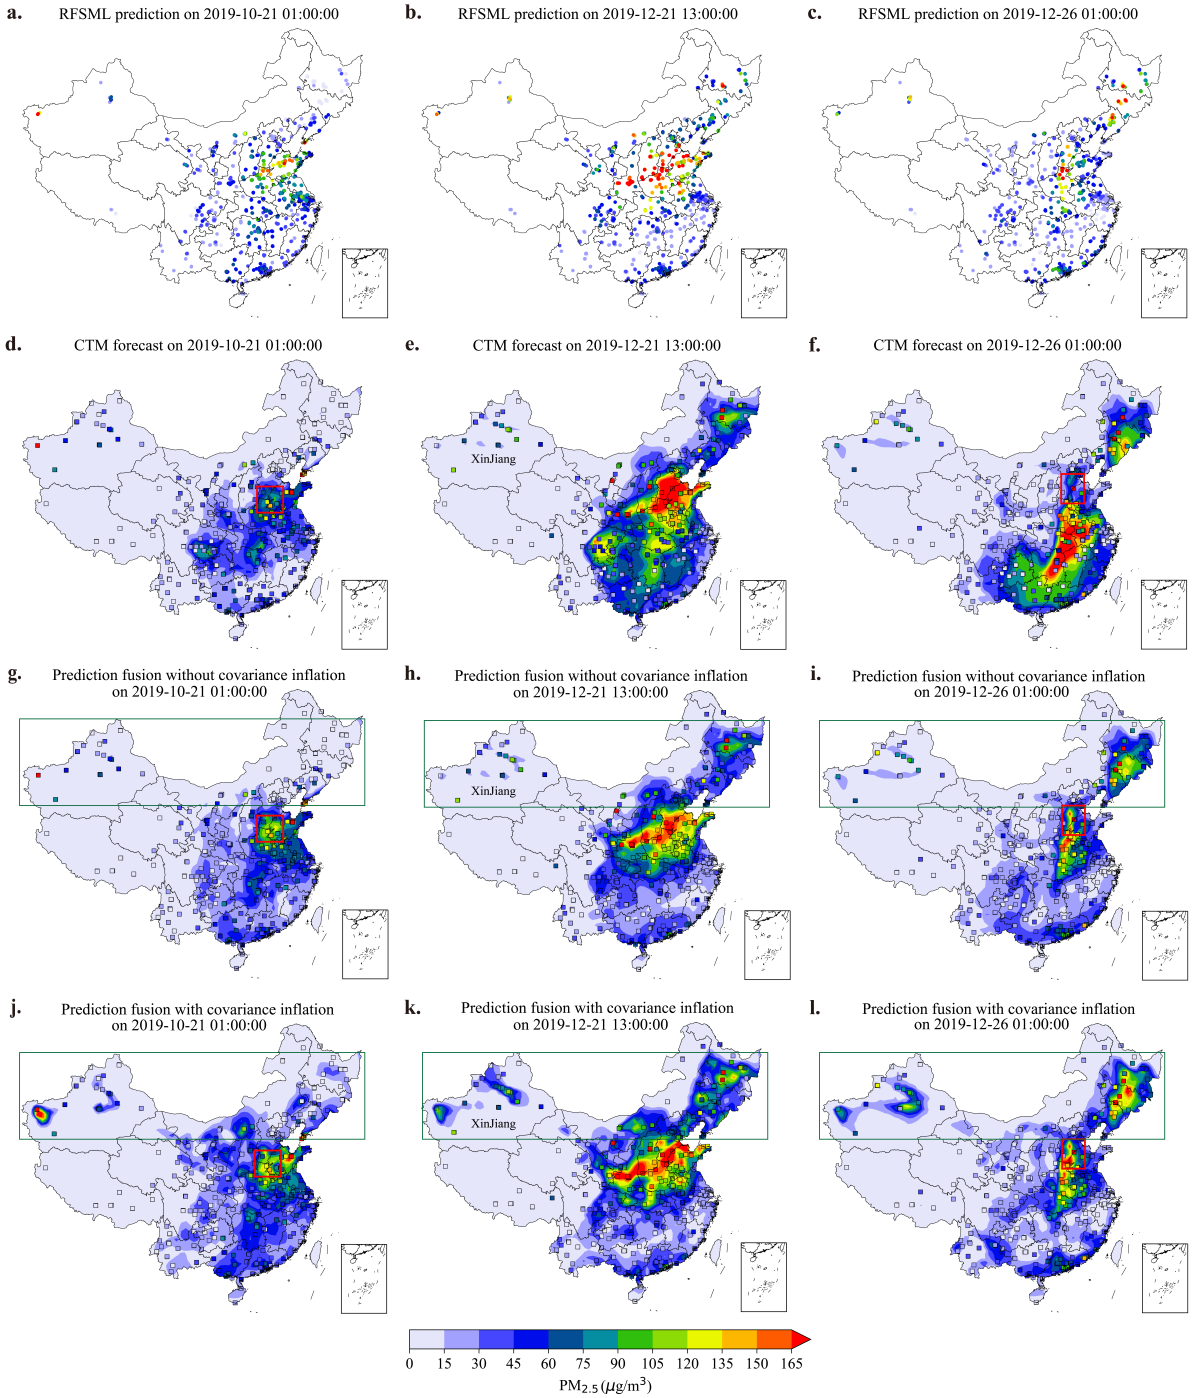 a. RFSML prediction on 2019-10-21 01:00:00
b. RFSML prediction on 2019-12-21 13:00:00
c. RFSML prediction on 2019-12-26 01:00:00
d. CTM forecast on 2019-10-21 01:00:00
e. CTM forecast on 2019-12-21 13:00:00
f. CTM forecast on 2019-12-26 01:00:00
XinJiang
g. Prediction fusion without covariance inflation
on 2019-10-21 01:00:00
h. Prediction fusion without covariance inflation
on 2019-12-21 13:00:00
i. Prediction fusion without covariance inflation
on 2019-12-26 01:00:00
XinJiang
j. Prediction fusion with covariance inflation
on 2019-10-21 01:00:00
k. Prediction fusion with covariance inflation
on 2019-12-21 13:00:00
l. Prediction fusion with covariance inflation
on 2019-12-26 01:00:00
XinJiang
0 15 30 45 60 75 90 105 120 135 150 165
PM₂.₅ (μg/m³)